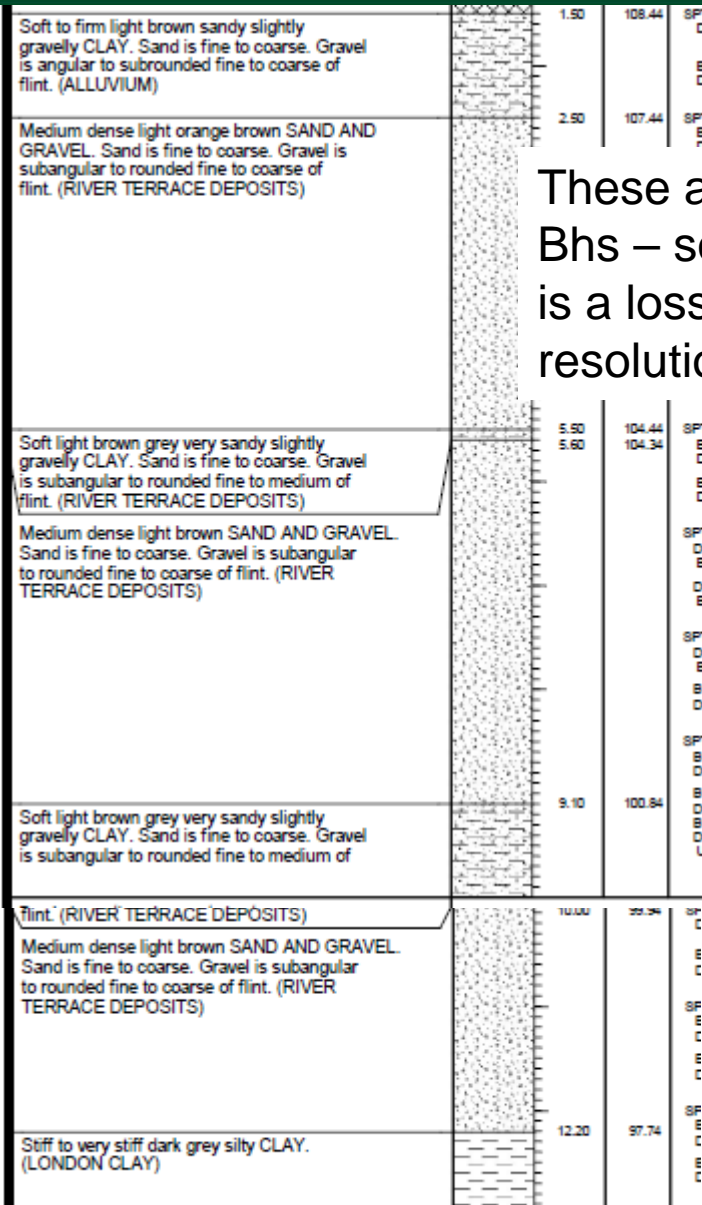 Soft to firm light brown sandy slightly
gravelly CLAY. Sand is fine to coarse. Gravel
is angular to subrounded fine to coarse of
flint. (ALLUVIUM)
1.50 108.44
Medium dense light orange brown SAND AND
GRAVEL. Sand is fine to coarse. Gravel is
subangular to rounded fine to coarse of
flint. (RIVER TERRACE DEPOSITS)
2.50 107.44
These
Bhs –
is a loss
Soft light brown grey very sandy slightly
gravelly CLAY. Sand is fine to coarse. Gravel
is subangular to rounded fine to medium of
flint. (RIVER TERRACE DEPOSITS)
5.50 104.44
5.60 104.34
Medium dense light brown SAND AND GRAVEL.
Sand is fine to coarse. Gravel is subangular
to rounded fine to coarse of flint. (RIVER
TERRACE DEPOSITS)
Soft light brown grey very sandy slightly
gravelly CLAY. Sand is fine to coarse. Gravel
is subangular to rounded fine to medium of
9.10 100.84
flint. (RIVER TERRACE DEPOSITS)
10.00 99.94
Medium dense light brown SAND AND GRAVEL.
Sand is fine to coarse. Gravel is subangular
to rounded fine to coarse of flint. (RIVER
TERRACE DEPOSITS)
Stiff to very stiff dark grey silty CLAY.
(LONDON CLAY)
12.20 97.74